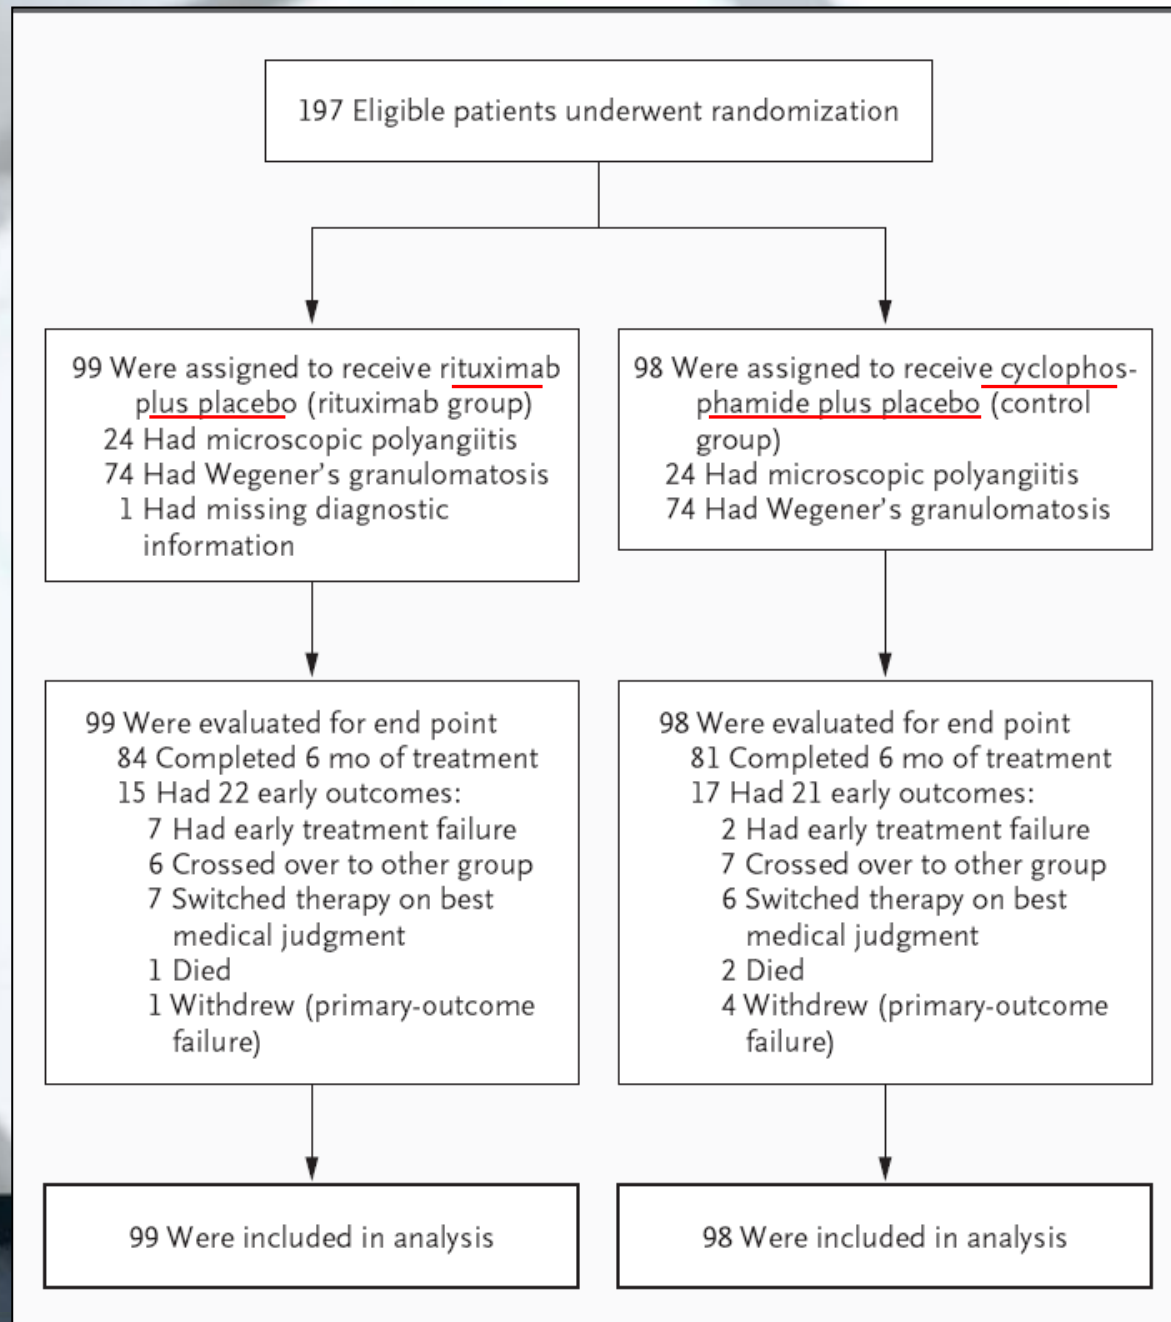 197 Eligible patients underwent randomization
99 Were assigned to receive rituximab
plus placebo (rituximab group)
24 Had microscopic polyangiitis
74 Had Wegener's granulomatosis
1 Had missing diagnostic
information
98 Were assigned to receive cyclophos-
phamide plus placebo (control
group)
24 Had microscopic polyangiitis
74 Had Wegener's granulomatosis
99 Were evaluated for end point
84 Completed 6 mo of treatment
15 Had 22 early outcomes:
7 Had early treatment failure
6 Crossed over to other group
7 Switched therapy on best
medical judgment
1 Died
1 Withdrew (primary-outcome
failure)
98 Were evaluated for end point
81 Completed 6 mo of treatment
17 Had 21 early outcomes:
2 Had early treatment failure
7 Crossed over to other group
6 Switched therapy on best
medical judgment
2 Died
4 Withdrew (primary-outcome
failure)
99 Were included in analysis
98 Were included in analysis